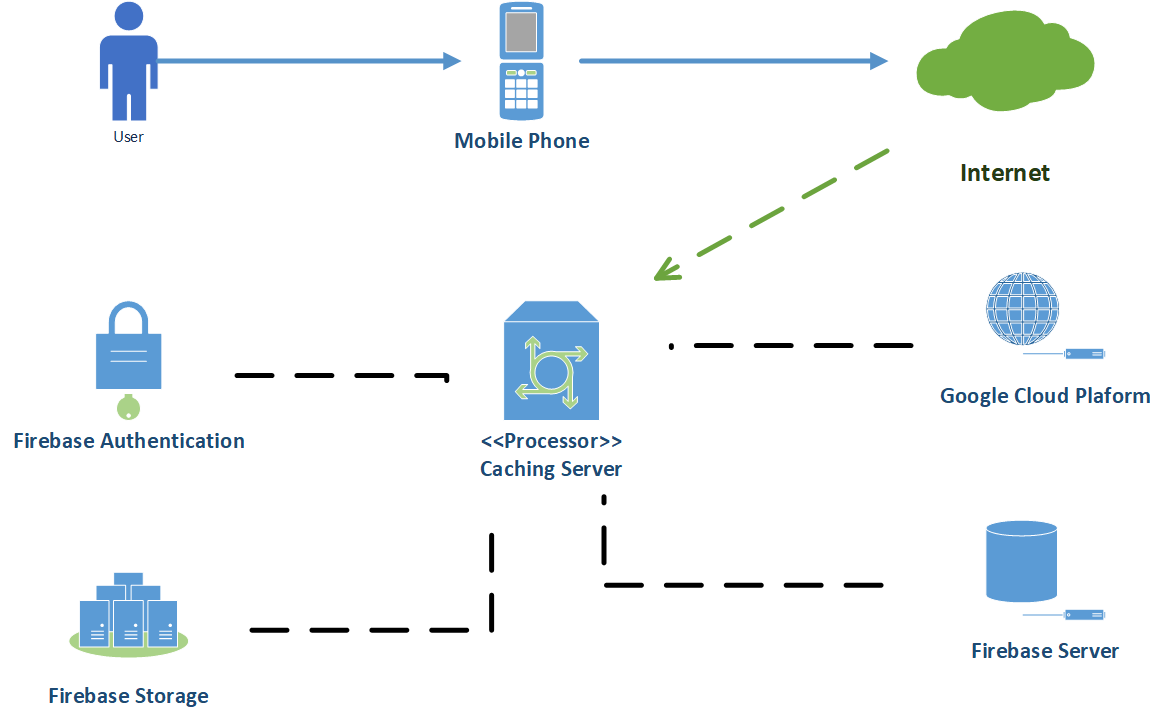 User
Mobile Phone
Internet
Firebase Authentication
<<Processor>>
Caching Server
Google Cloud Plaform
Firebase Storage
Firebase Server